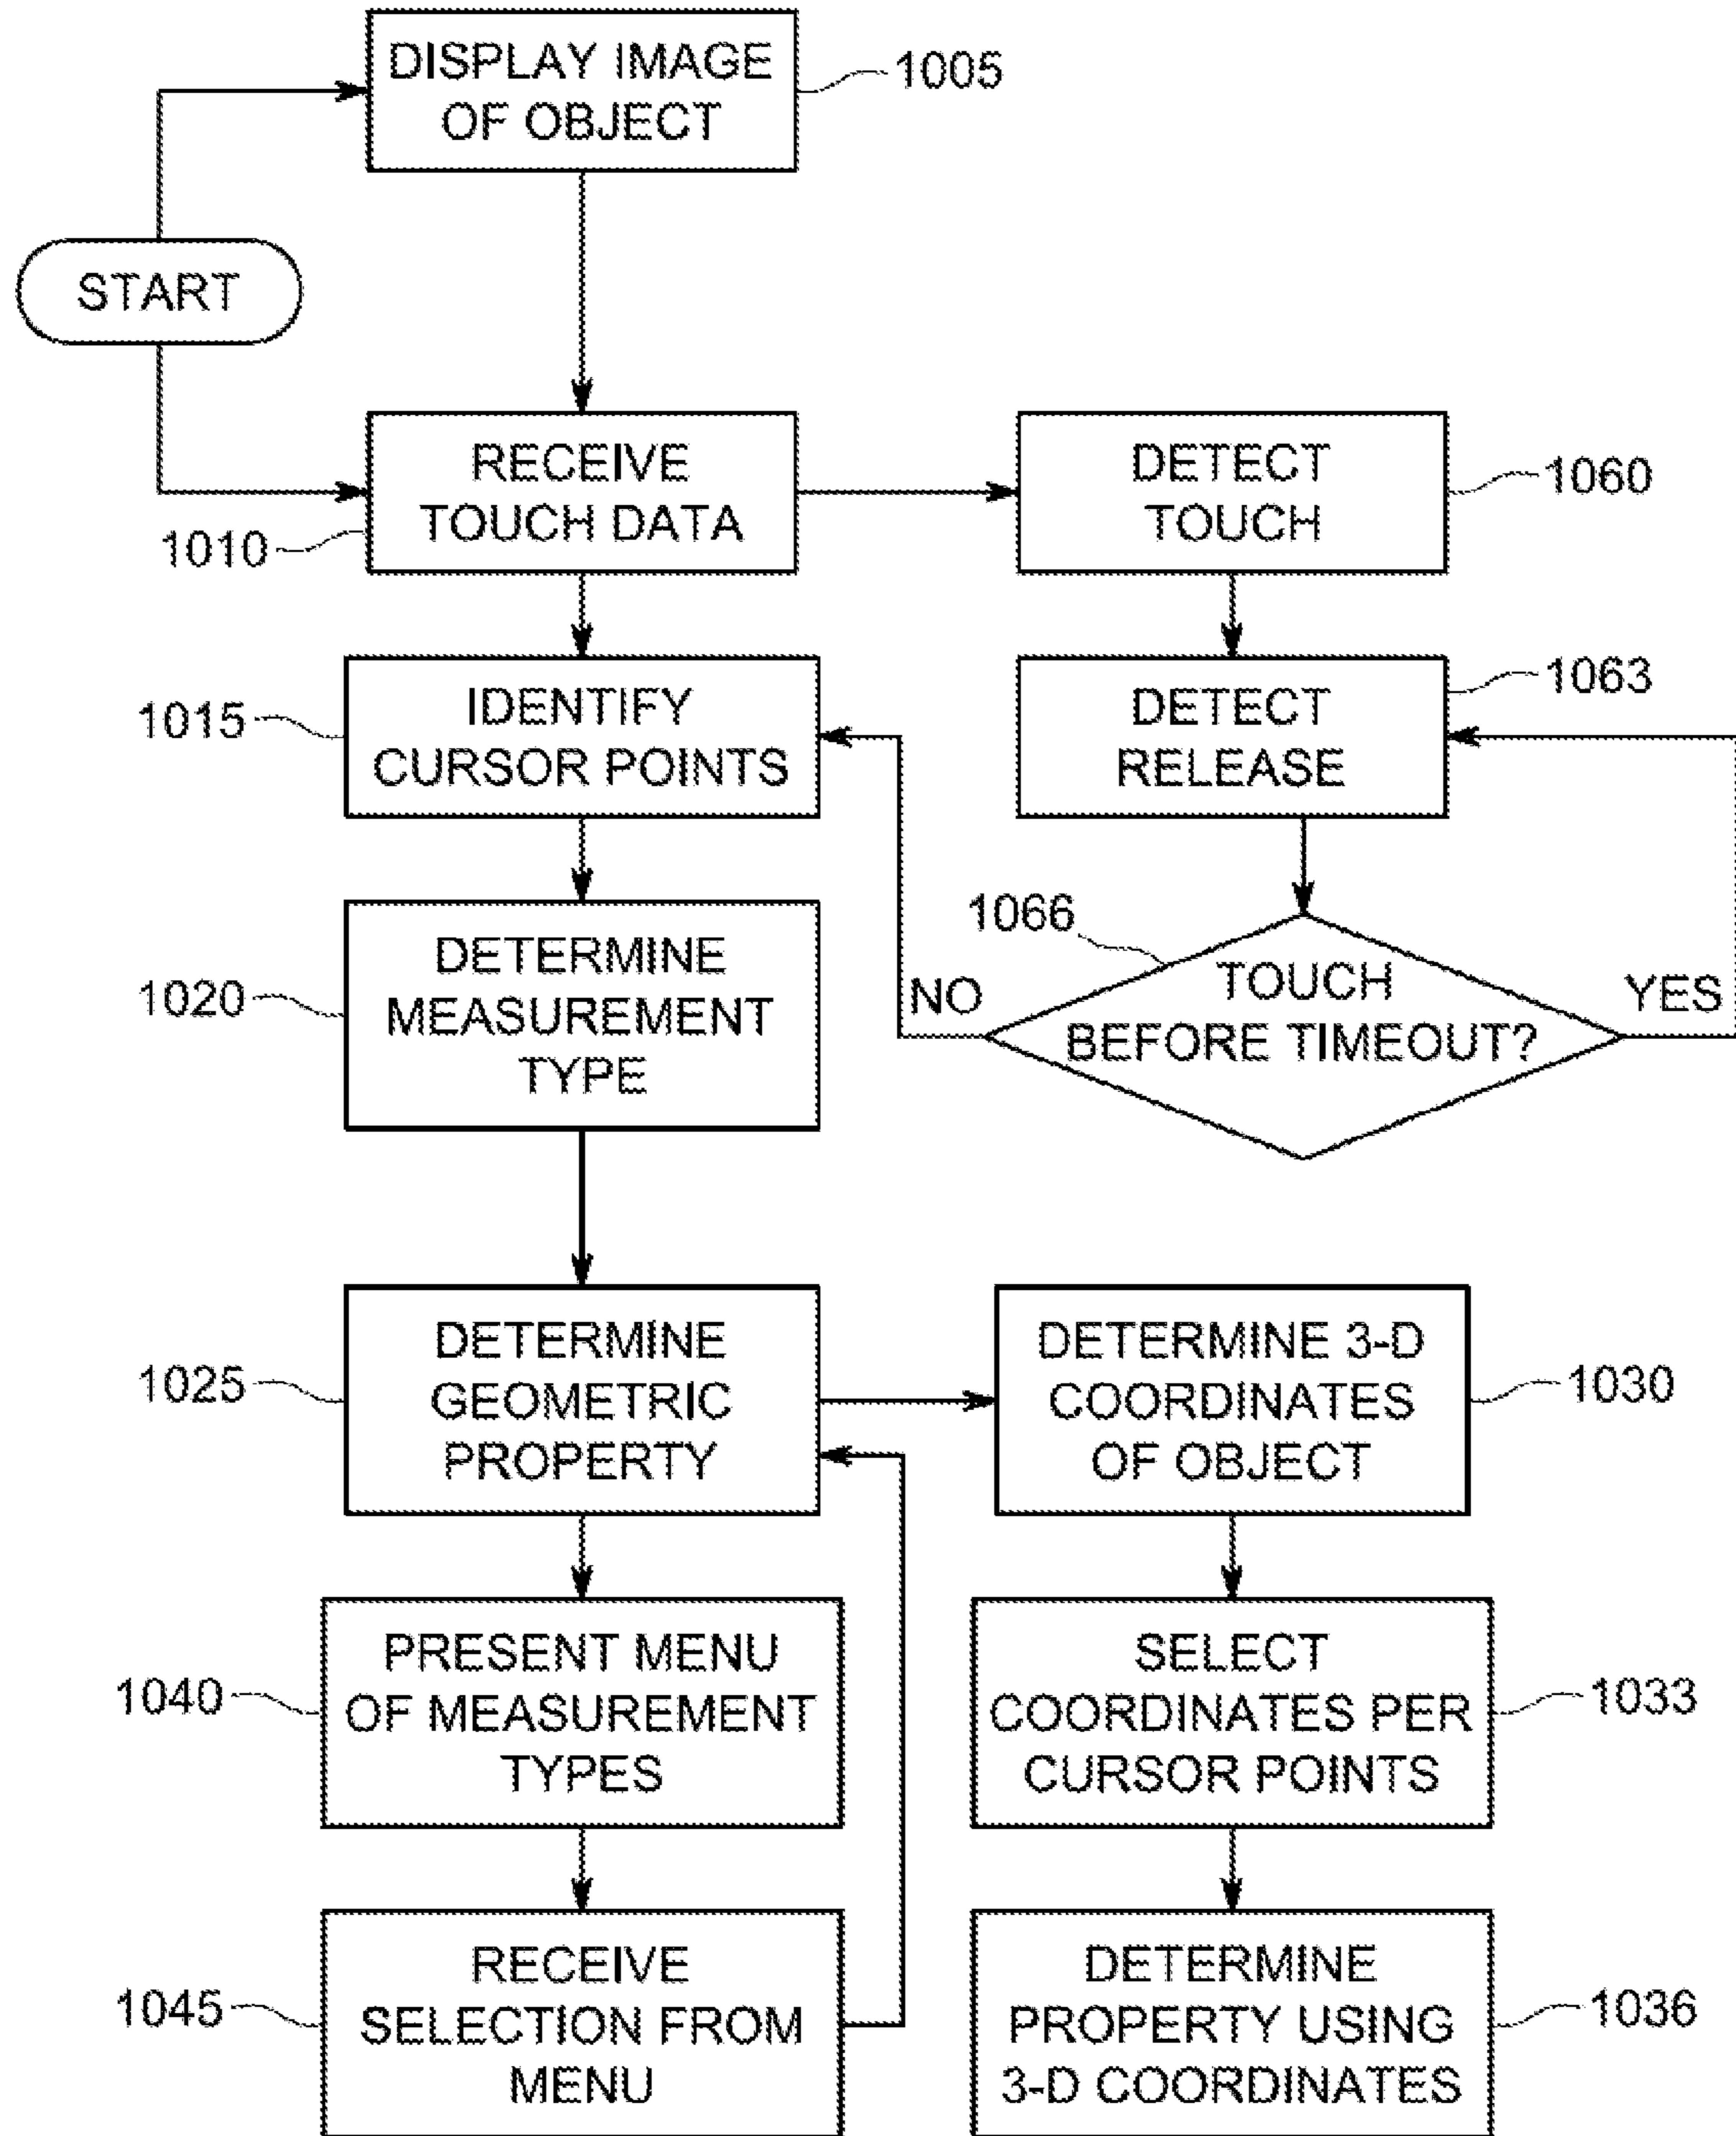 DISPLAY IMAGE
OF OBJECT
1005
START
RECEIVE
TOUCH DATA
1010
DETECT
TOUCH
1060
IDENTIFY
CURSOR POINTS
1015
DETECT
RELEASE
1063
DETERMINE
MEASUREMENT
TYPE
1020
1066
TOUCH
BEFORE TIMEOUT?
NO
YES
DETERMINE
GEOMETRIC
PROPERTY
1025
DETERMINE 3-D
COORDINATES
OF OBJECT
1030
PRESENT MENU
OF MEASUREMENT
TYPES
1040
SELECT
COORDINATES PER
CURSOR POINTS
1033
RECEIVE
SELECTION FROM
MENU
1045
DETERMINE
PROPERTY USING
3-D COORDINATES
1036